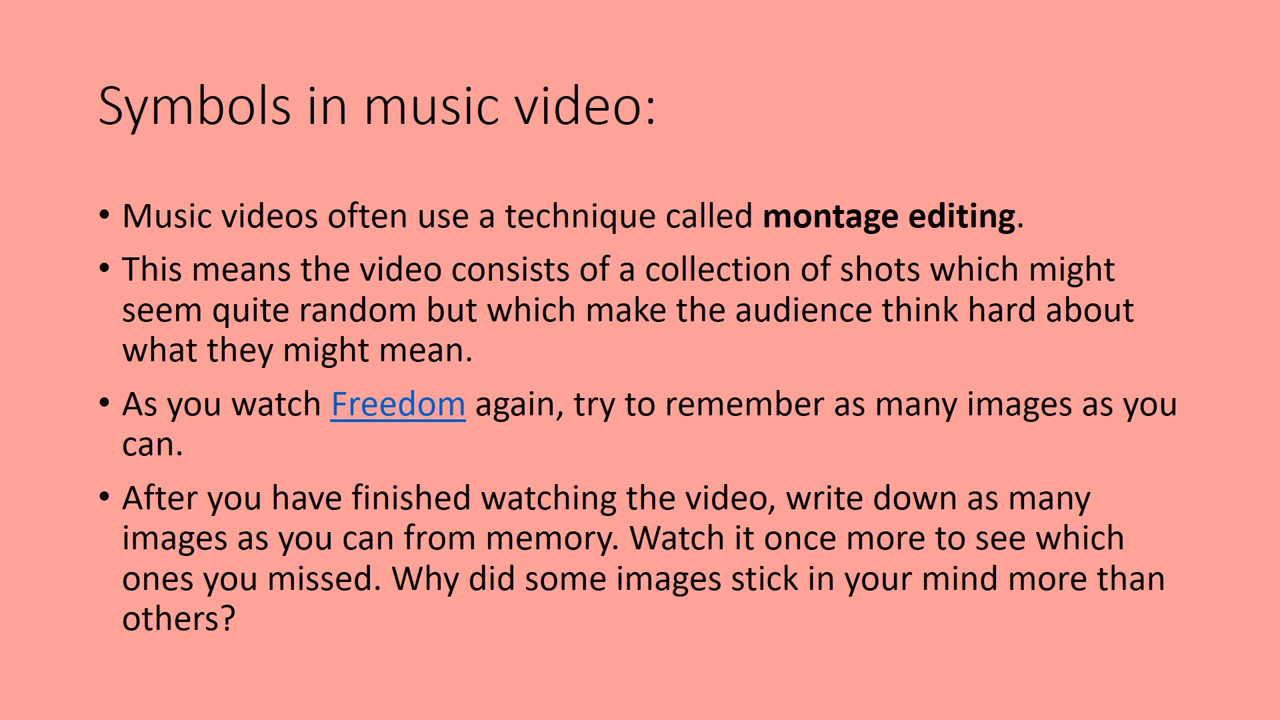 Symbols in music video:
• Music videos often use a technique called montage editing.
• This means the video consists of a collection of shots which might
seem quite random but which make the audience think hard about
what they might mean.
• As you watch Freedom again, try to remember as many images as you
can.
• After you have finished watching the video, write down as many
images as you can from memory. Watch it once more to see which
ones you missed. Why did some images stick in your mind more than
others?